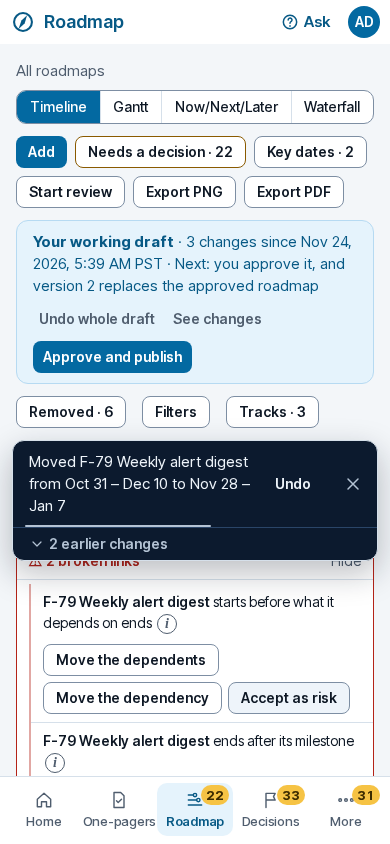 Roadmap
Ask
AD
All roadmaps
Timeline Gantt Now/Next/Later Waterfall
Add Needs a decision · 22 Key dates · 2
Start review Export PNG Export PDF
Your working draft · 3 changes since Nov 24,
2026, 5:39 AM PST · Next: you approve it, and
version 2 replaces the approved roadmap
Undo whole draft See changes
Approve and publish
Removed · 6 Filters Tracks · 3
Moved F-79 Weekly alert digest
from Oct 31 – Dec 10 to Nov 28 –
Jan 7
Undo
2 earlier changes
2 broken links Hide
F-79 Weekly alert digest starts before what it
depends on ends i
Move the dependents
Move the dependency Accept as risk
F-79 Weekly alert digest ends after its milestone
i
22 33 31
Home One-pagers Roadmap Decisions More